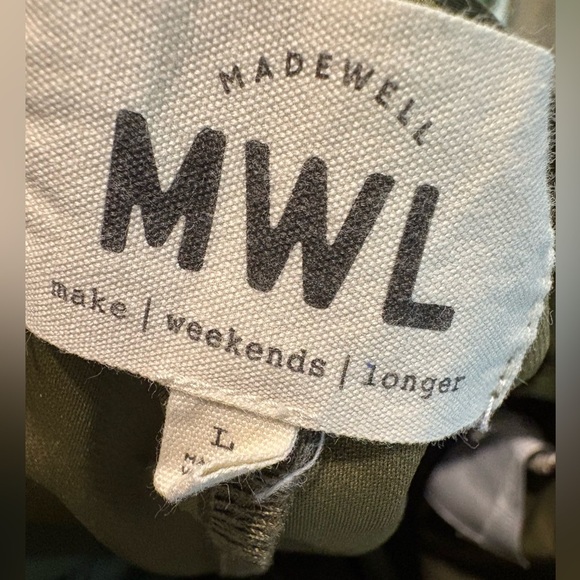 MADEWELL
MWL
make | weekends | longer
L